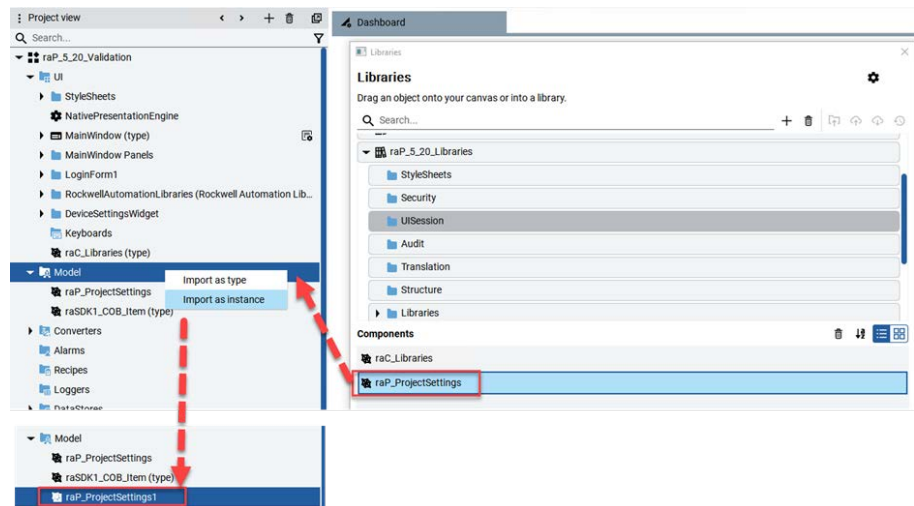 Project view
Search...
raP_5_20_Validation
UI
StyleSheets
NativePresentationEngine
MainWindow (type)
MainWindow Panels
LoginForm1
RockwellAutomationLibraries (Rockwell Automation Lib...
DeviceSettingsWidget
Keyboards
raC_Libraries (type)
Model
Import as type
Import as instance
raP_ProjectSettings
raSDK1_COB_Item (type)
Converters
Alarms
Recipes
Loggers
DataStores
Dashboard
Libraries
Libraries
Drag an object onto your canvas or into a library.
Search...
raP_5_20_Libraries
StyleSheets
Security
UISession
Audit
Translation
Structure
Libraries
Components
raC_Libraries
raP_ProjectSettings
Model
raP_ProjectSettings
raSDK1_COB_Item (type)
raP_ProjectSettings1